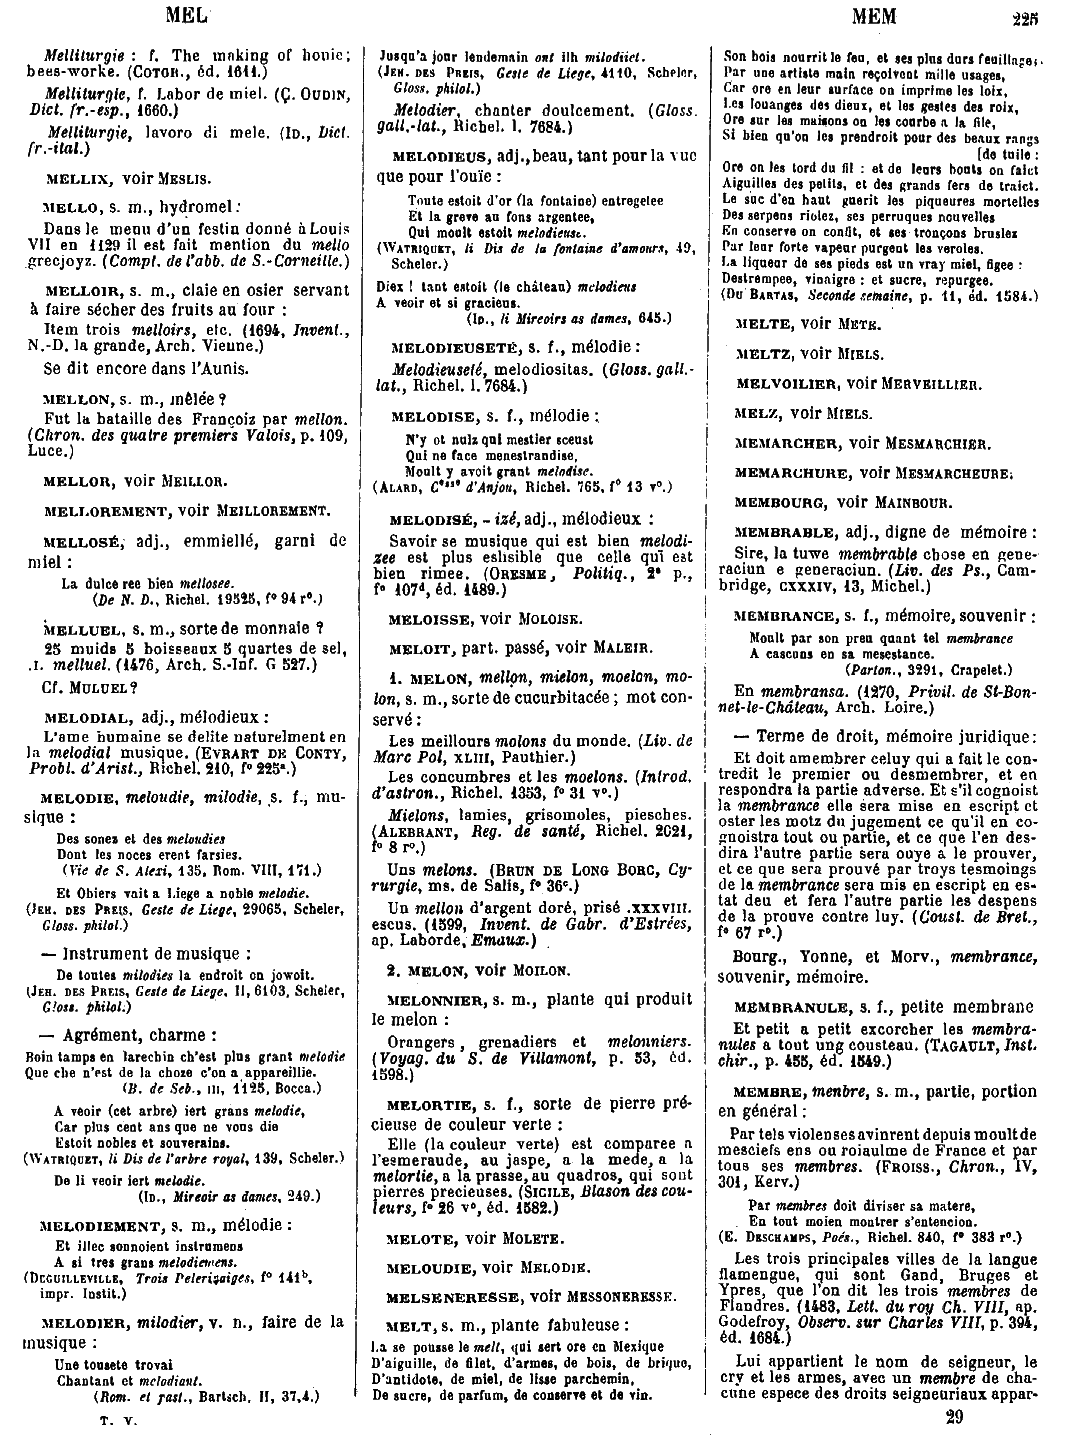 MEL
MEM
225
Melliturgie : f. The making of honie;
bees-worke. (COTGR., éd. 1611.)
Melliturgie, f. Labor de miel. (Ç. OUDIN,
Dict. fr.-esp., 1660.)
Melliturgie, lavoro di mele. (ID., Dict.
fr.-ital.)
MELLIX, voir MESLIS.
MELLO, s. m., hydromel :
Dans le menu d'un festin donné à Louis
VII en 1129 il est fait mention du mello
grecjoyz. (Compt. de l'abb. de S.-Corneille.)
MELLOIR, s. m., claie en osier servant
à faire sécher des fruits au four :
Item trois melloirs, etc. (1694, Invent.,
N.-D. la grande, Arch. Vienne.)
Se dit encore dans l'Aunis.
MELLON, s. m., mêlée ?
Fut la bataille des Françoiz par mellon.
(Chron. des quatre premiers Valois, p. 109,
Luce.)
MELLOR, voir MEILLOR.
MELLOREMENT, voir MEILLOREMENT.
MELLOSÉ, adj., emmiellé, garni de
miel :
La dulce ree bien mellosee.
(De N. D., Richel. 19525, f° 94 r°.)
MELLUEL, s. m., sorte de monnaie ?
25 muids 5 boisseaux 5 quartes de sel,
.I. melluel. (1476, Arch. S.-Inf. G 527.)
Cf. MULUEL ?
MELODIAL, adj., mélodieux :
L'ame humaine se delite naturelment en
la melodial musique. (EVRART DE CONTY,
Probl. d'Arist., Richel. 210, f° 225ª.)
MELODIE, meloudie, milodie, s. f., mu-
sique :
Des sonez et des meloudies
Dont les noces erent farsies.
(Vie de S. Alexi, 135, Rom. VIII, 171.)
Et Ohiers vait a Liege a noble melodie.
(JEH. DES PREIS, Geste de Liege, 29065, Scheler,
Gloss. philol.)
— Instrument de musique :
De toutes milodies la endroit on jowoit.
(JEH. DES PREIS, Geste de Liege, II, 6103, Scheler,
Gloss. philol.)
— Agrément, charme :
Boin tamps en larechin ch'est plus grant melodie
Que che n'est de la choze c'on a appareillie.
(B. de Seb., III, 1125, Bocca.)
A veoir (cet arbre) iert grans melodie,
Car plus cent ans que ne vous die
Estoit nobles et souverains.
(WATRIQUET, li Dis de l'arbre royal, 139, Scheler.)
De li veoir iert melodie.
(ID., Mireoir as dames, 249.)
MELODIEMENT, s. m., mélodie :
Et illec sonnoient instrumens
A si tres grans melodiemens.
(DEGUILLEVILLE, Trois Pelerinaiges, f° 141ᵇ,
impr. Instit.)
MELODIER, milodier, v. n., faire de la
musique :
Une tousete trovai
Chantant et melodiant.
(Rom. et past., Bartsch, II, 37,4.)
T. V.
Jusqu'a jour lendemain ont ilh milodiiet.
(JEH. DES PREIS, Geste de Liege, 4110, Scheler,
Gloss. philol.)
Melodier, chanter doulcement. (Gloss.
gall.-lat., Richel. l. 7684.)
MELODIEUS, adj., beau, tant pour la vue
que pour l'ouïe :
Toute estoit d'or (la fontaine) entregelee
Et la greve au fons argentee,
Qui moult estoit melodieuse.
(WATRIQUET, li Dis de la fontaine d'amours, 49,
Scheler.)
Diex ! tant estoit (le château) melodieus
A veoir et si gracieus.
(ID., li Mireoirs as dames, 645.)
MELODIEUSETÉ, s. f., mélodie :
Melodieuseté, melodiositas. (Gloss. gall.-
lat., Richel. l. 7684.)
MELODISE, s. f., mélodie :
N'y ot nulz qui mestier sceust
Qui ne face menestrandise,
Moult y avoit grant melodise.
(ALARD, Cᵗᵉˢˢᵉ d'Anjou, Richel. 765, f° 13 v°.)
MELODISÉ, - izé, adj., mélodieux :
Savoir se musique qui est bien melodi-
zee est plus eslisible que celle qui est
bien rimee. (ORESME, Politiq., 2ᵉ p.,
f° 107ᵈ, éd. 1489.)
MELOISSE, voir MOLOISE.
MELOIT, part. passé, voir MALEIR.
1. MELON, mellon, mielon, moelon, mo-
lon, s. m., sorte de cucurbitacée ; mot con-
servé :
Les meillours molons du monde. (Liv. de
Marc Pol, XLIII, Pauthier.)
Les concumbres et les moelons. (Introd.
d'astron., Richel. 1353, f° 31 v°.)
Mielons, lamies, grisomoles, piesches.
(ALEBRANT, Reg. de santé, Richel. 2021,
f° 8 r°.)
Uns melons. (BRUN DE LONG BORC, Cy-
rurgie, ms. de Salis, f° 36ᶜ.)
Un mellon d'argent doré, prisé .XXXVIII.
escus. (1599, Invent. de Gabr. d'Estrées,
ap. Laborde, Emaux.)
2. MELON, voir MOILON.
MELONNIER, s. m., plante qui produit
le melon :
Orangers, grenadiers et melonniers.
(Voyag. du S. de Villamont, p. 53, éd.
1598.)
MELORTIE, s. f., sorte de pierre pré-
cieuse de couleur verte :
Elle (la couleur verte) est comparee a
l'esmeraude, au jaspe, a la mede, a la
melortie, a la prasse, au quadros, qui sont
pierres precieuses. (SICILE, Blason des cou-
leurs, f° 26 v°, éd. 1582.)
MELOTE, voir MOLETE.
MELOUDIE, voir MELODIE.
MELSENERESSE, voir MESSONERESSE.
MELT, s. m., plante fabuleuse :
La se pousse le melt, qui sert ore en Mexique
D'aiguille, de filet, d'armes, de bois, de brique,
D'antidote, de miel, de lisse parchemin,
De sucre, de parfum, de conserve et de vin.
Son bois nourrit le feu, et ses plus durs feuillages,
Par une artiste main reçoivent mille usages,
Car ore en leur surface on imprime les loix,
Les louanges des dieux, et les gestes des roix,
Ore sur les maisons on les courbe a la file,
Si bien qu'on les prendroit pour des beaux rangs
[de tuile :
Ore on les tord du fil : et de leurs bouts on faict
Aiguilles des petits, et des grands fers de traict.
Le suc d'en haut guerit les piqueures mortelles
Des serpens riolez, ses perruques nouvelles
En conserve on confit, et ses tronçons bruslez
Par leur forte vapeur purgent les veroles.
La liqueur de ses pieds est un vray miel, figee :
Destrempee, vinaigre : et sucre, repurgee.
(DU BARTAS, Seconde semaine, p. 11, éd. 1584.)
MELTE, voir METE.
MELTZ, voir MIELS.
MELVOILIER, voir MERVEILLIER.
MELZ, voir MIELS.
MEMARCHER, voir MESMARCHIER.
MEMARCHURE, voir MESMARCHEURE.
MEMBOURG, voir MAINBOUR.
MEMBRABLE, adj., digne de mémoire :
Sire, la tuwe membrable chose en gene-
raciun e generaciun. (Liv. des Ps., Cam-
bridge, CXXXIV, 13, Michel.)
MEMBRANCE, s. f., mémoire, souvenir :
Moult par son preu quant tel membrance
A cascuns en sa mesestance.
(Parton., 3291, Crapelet.)
En membransa. (1270, Privil. de St-Bon-
net-le-Château, Arch. Loire.)
— Terme de droit, mémoire juridique :
Et doit amembrer celuy qui a fait le con-
tredit le premier ou desmembrer, et en
respondra la partie adverse. Et s'il cognoist
la membrance elle sera mise en escript et
oster les motz du jugement ce qu'il en co-
gnoistra tout ou partie, et ce que l'en des-
dira l'autre partie sera ouye a le prouver,
et ce que sera prouvé par troys tesmoings
de la membrance sera mis en escript en es-
tat deu et fera l'autre partie les despens
de la prouve contre luy. (Coust. de Bret.,
f° 67 r°.)
Bourg., Yonne, et Morv., membrance,
souvenir, mémoire.
MEMBRANULE, s. f., petite membrane
Et petit a petit excorcher les membra-
nules a tout ung cousteau. (TAGAULT, Inst.
chir., p. 455, éd. 1549.)
MEMBRE, menbre, s. m., partie, portion
en général :
Par tels violenses avinrent depuis moult de
mesciefs ens ou roiaulme de France et par
tous ses membres. (FROISS., Chron., IV,
301, Kerv.)
Par membres doit diviser sa matere,
En tout moien montrer s'entencion.
(E. DESCHAMPS, Poés., Richel. 840, f° 383 r°.)
Les trois principales villes de la langue
flamengue, qui sont Gand, Bruges et
Ypres, que l'on dit les trois membres de
Flandres. (1483, Lett. du roy Ch. VIII, ap.
Godefroy, Observ. sur Charles VIII, p. 394,
éd. 1684.)
Lui appartient le nom de seigneur, le
cry et les armes, avec un membre de cha-
cune espece des droits seigneuriaux appar-
29